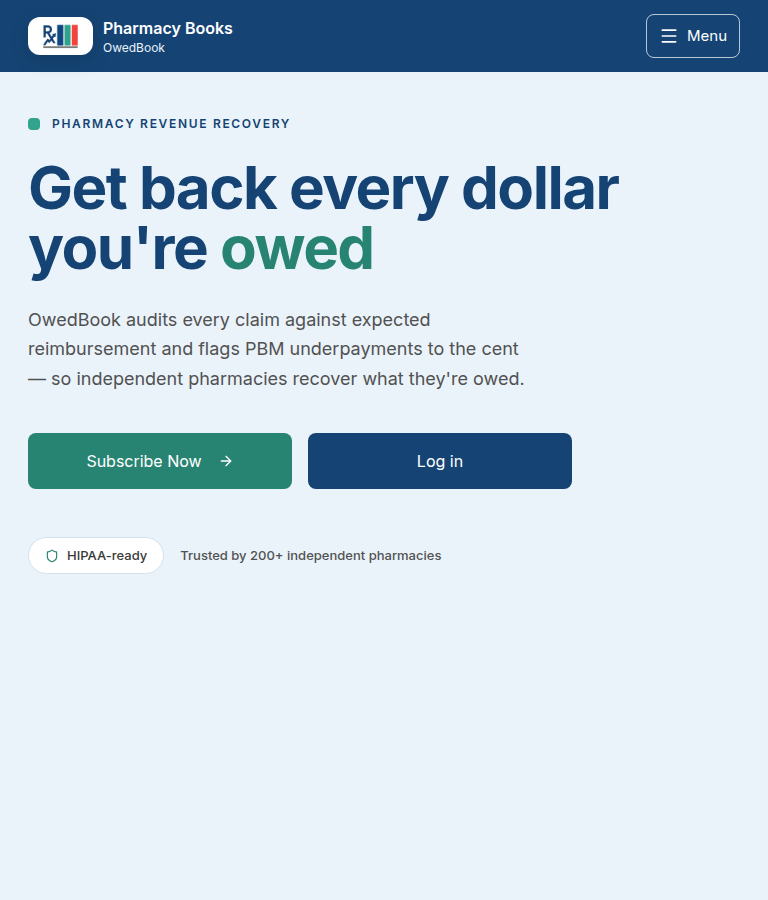 Pharmacy Books
OwedBook
Menu
PHARMACY REVENUE RECOVERY
Get back every dollar
you're owed
OwedBook audits every claim against expected
reimbursement and flags PBM underpayments to the cent
— so independent pharmacies recover what they're owed.
Subscribe Now
Log in
HIPAA-ready
Trusted by 200+ independent pharmacies